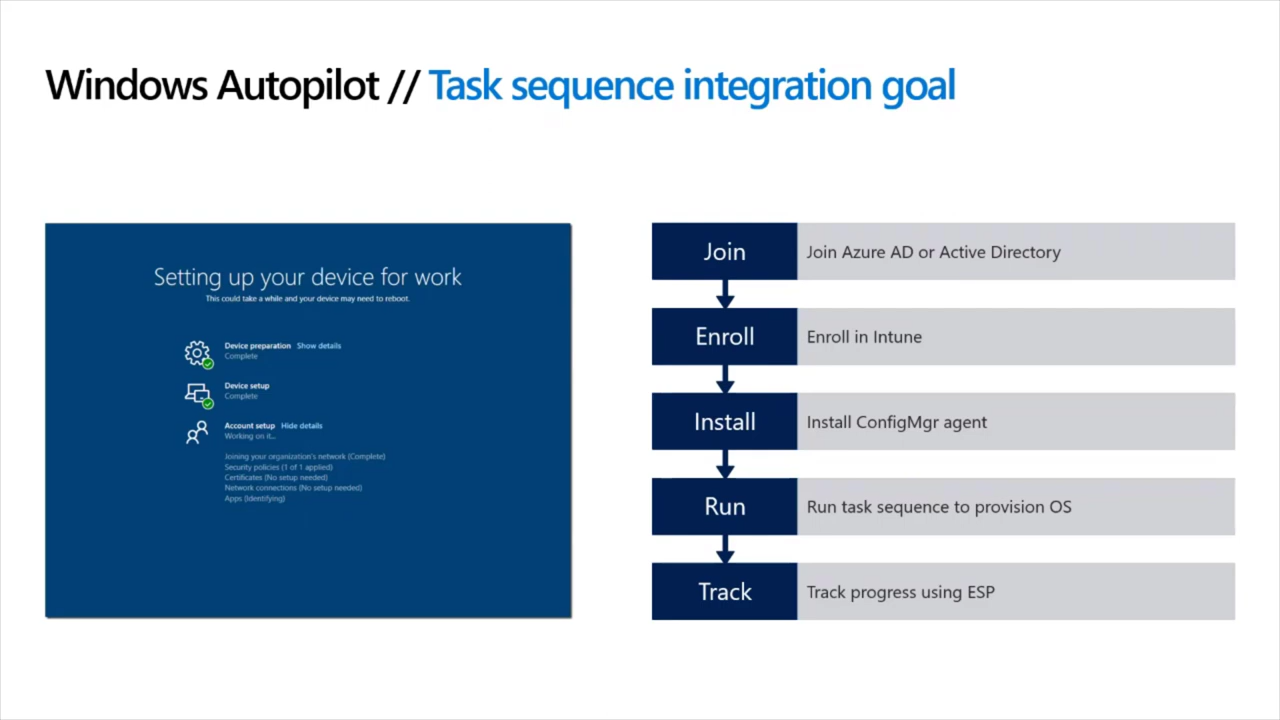 Windows Autopilot // Task sequence integration goal
Setting up your device for work
This could take a while and your device may need to reboot.
Device preparation Show details
Complete
Device setup
Complete
Account setup Hide details
Working on it...
Joining your organization's network (Complete)
Security policies (1 of 1 applied)
Certificates (No setup needed)
Network connections (No setup needed)
Apps (Identifying)
Join Join Azure AD or Active Directory
Enroll Enroll in Intune
Install Install ConfigMgr agent
Run Run task sequence to provision OS
Track Track progress using ESP